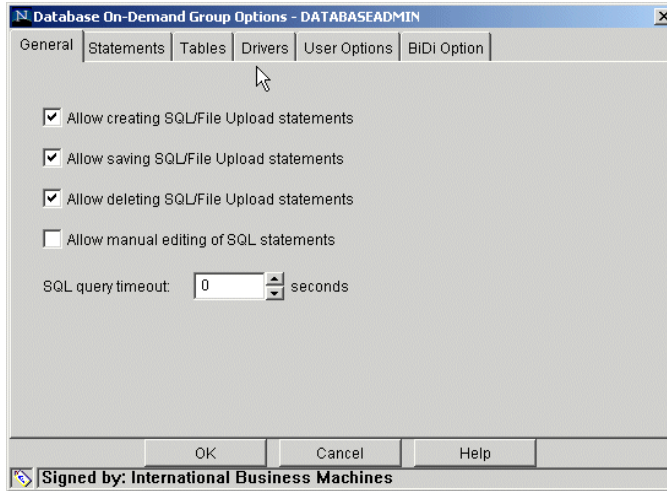 Database On-Demand Group Options - DATABASEADMIN
General Statements Tables Drivers User Options BiDi Option
Allow creating SQL/File Upload statements
Allow saving SQL/File Upload statements
Allow deleting SQL/File Upload statements
Allow manual editing of SQL statements
SQL query timeout: 0 seconds
OK Cancel Help
Signed by: International Business Machines